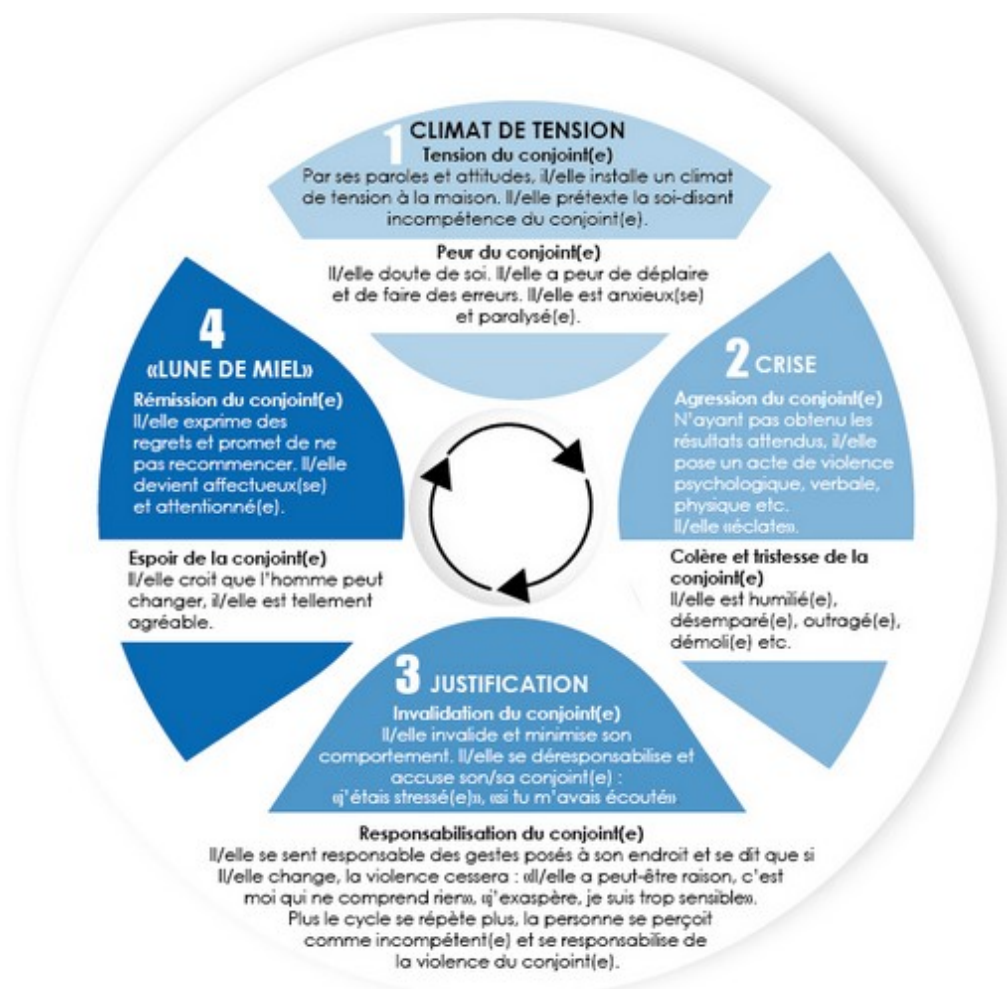 1 CLIMAT DE TENSION
Tension du conjoint(e)
Par ses paroles et attitudes, il/elle installe un climat
de tension à la maison. Il/elle prétexte la soi-disant
incompétence du conjoint(e).
Peur du conjoint(e)
Il/elle doute de soi. Il/elle a peur de déplaire
et de faire des erreurs. Il/elle est anxieux(se)
et paralysé(e).
2 CRISE
Agression du conjoint(e)
N'ayant pas obtenu les
résultats attendus, il/elle
pose un acte de violence
psychologique, verbale,
physique etc.
Il/elle «éclate».
Colère et tristesse de la
conjoint(e)
Il/elle est humilié(e),
désemparé(e), outragé(e),
démoli(e) etc.
3 JUSTIFICATION
Invalidation du conjoint(e)
Il/elle invalide et minimise son
comportement. Il/elle se déresponsabilise et
accuse son/sa conjoint(e) :
«j'étais stressé(e)», «si tu m'avais écouté»
Responsabilisation du conjoint(e)
Il/elle se sent responsable des gestes posés à son endroit et se dit que si
Il/elle change, la violence cessera : «Il/elle a peut-être raison, c'est
moi qui ne comprend rien», «j'exaspère, je suis trop sensible».
Plus le cycle se répète plus, la personne se perçoit
comme incompétent(e) et se responsabilise de
la violence du conjoint(e).
4
«LUNE DE MIEL»
Rémission du conjoint(e)
Il/elle exprime des
regrets et promet de ne
pas recommencer. Il/elle
devient affectueux(se)
et attentionné(e).
Espoir de la conjoint(e)
Il/elle croit que l'homme peut
changer, il/elle est tellement
agréable.